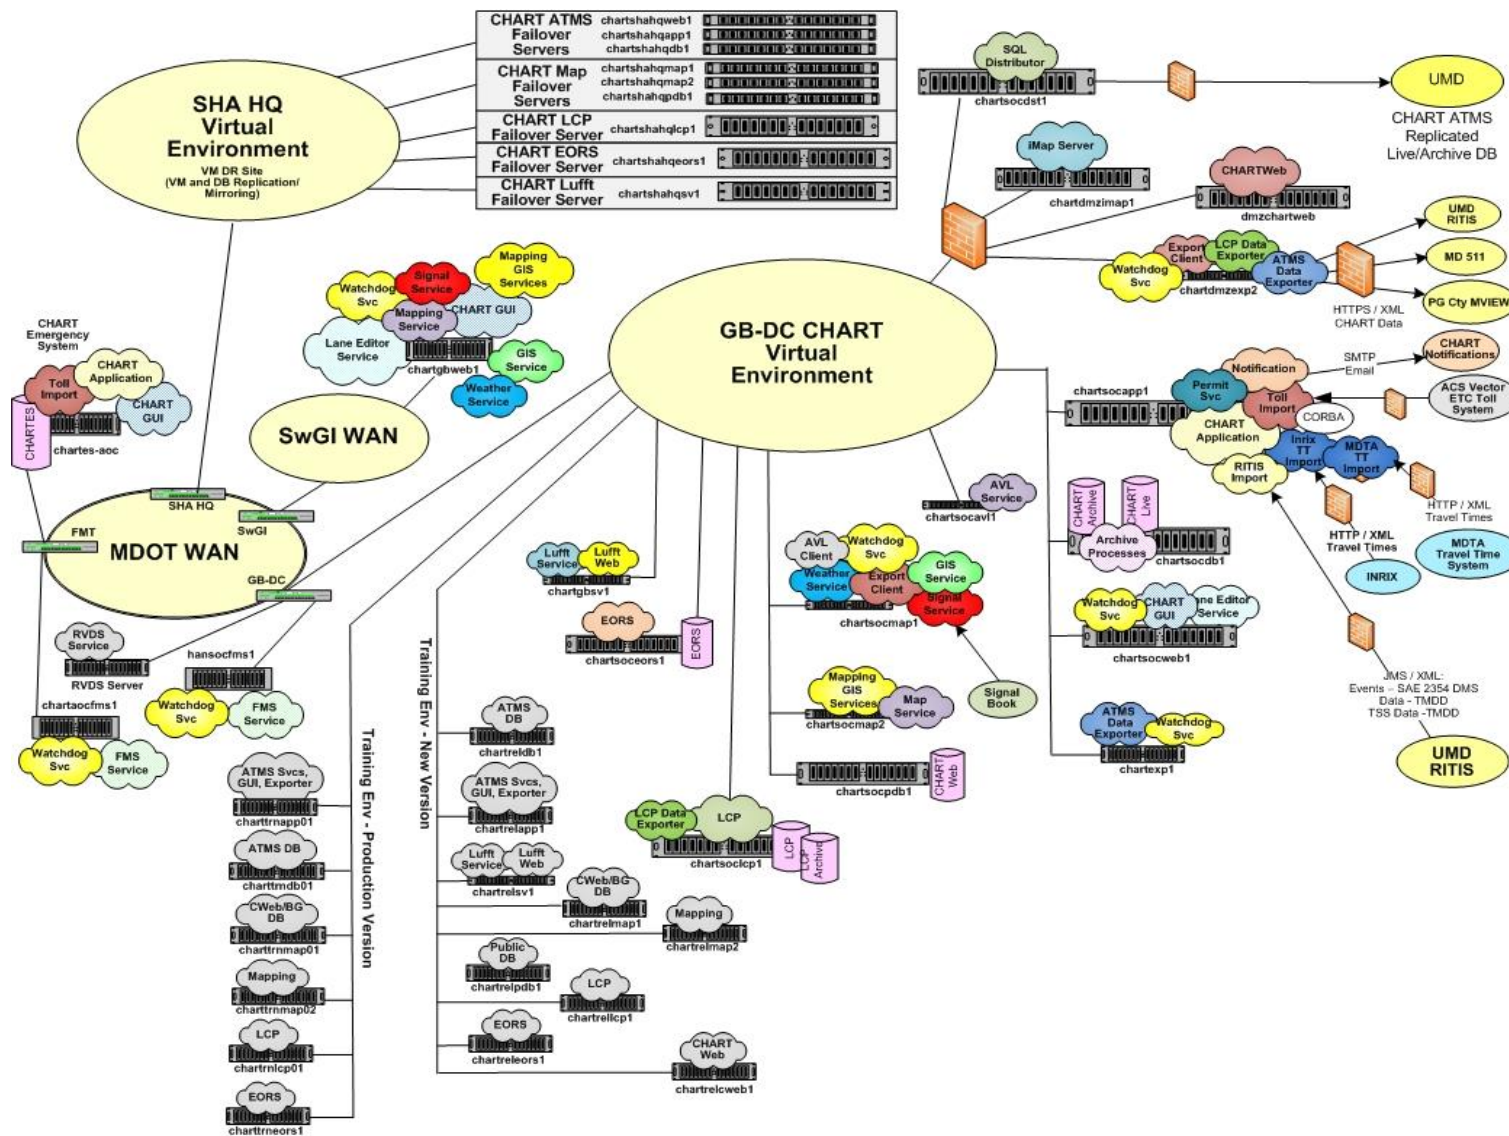 CHART ATMS
Failover
Servers
chartshahqweb1
chartshahqapp1
chartshahqdb1
CHART Map
Failover
Servers
chartshahqmap1
chartshahqmap2
chartshahqpdb1
CHART LCP
Failover Server
chartshahqlcp1
CHART EORS
Failover Server
chartshahqeors1
CHART Lufft
Failover Server
chartshahqsv1
SHA HQ
Virtual
Environment
VM DR Site
(VM and DB Replication/
Mirroring)
SQL
Distributor
chartsocdst1
UMD
CHART ATMS
Replicated
Live/Archive DB
iMap Server
chartdmzimap1
CHARTWeb
dmzchartweb
Export
Client
LCP Data
Exporter
Watchdog
Svc
ATMS
Data
Exporter
chartdmzexp2
UMD
RITIS
MD 511
PG Cty MVIEW
HTTPS / XML
CHART Data
Mapping
GIS
Services
Signal
Service
Watchdog
Svc
Mapping
Service
CHART GUI
Lane Editor
Service
chartgbweb1
GIS
Service
Weather
Service
CHART
Emergency
System
CHART
Application
Toll
Import
CHART
GUI
CHARTES
chartes-aoc
SwGI WAN
GB-DC CHART
Virtual
Environment
SHA HQ
SwGI
FMT
MDOT WAN
GB-DC
RVDS
Service
RVDS Server
hansocfms1
Watchdog
Svc
FMS
Service
chartaocfms1
Watchdog
Svc
FMS
Service
CHART
Notifications
SMTP
Email
Notification
Permit
Svc
Toll
Import
CORBA
chartsocapp1
CHART
Application
Inrix
TT
Import
MDTA
TT
Import
RITIS
Import
ACS Vector
ETC Toll
System
HTTP / XML
Travel Times
HTTP / XML
Travel Times
INRIX
MDTA
Travel Time
System
CHART
Archive
CHART
Live
Archive
Processes
chartsocdb1
Watchdog
Svc
CHART
GUI
Service
chartsocweb1
JMS / XML:
Events – SAE 2354 DMS
Data - TMDD
TSS Data -TMDD
UMD
RITIS
ATMS
Data
Exporter
Watchdog
Svc
chartexp1
AVL
Service
chartsocavl1
AVL
Client
Watchdog
Svc
Weather
Service
Export
Client
GIS
Service
Signal
Service
chartsocmap1
Signal
Book
Mapping
GIS
Services
Map
Service
chartsocmap2
chartsocpdb1
CHART
Web
Lufft
Service
Lufft
Web
chartgbsv1
EORS
chartsoceors1
EORS
LCP Data
Exporter
LCP
chartsoclcp1
LCP
LCP
Archive
Training Env - Production Version
ATMS Svcs,
GUI, Exporter
charttrnapp01
ATMS DB
charttrndb01
CWeb/BG
DB
charttrnmap01
Mapping
charttrnmap02
LCP
chartrnlcp01
EORS
charttrneors1
Training Env - New Version
ATMS
DB
chartreldb1
ATMS Svcs,
GUI, Exporter
chartrelapp1
Lufft
Service
Lufft
Web
chartrelsv1
CWeb/BG
DB
chartrelmap1
Mapping
chartrelmap2
Public
DB
chartrelpdb1
LCP
chartrellcp1
EORS
chartreleors1
CHART
Web
chartrelcweb1